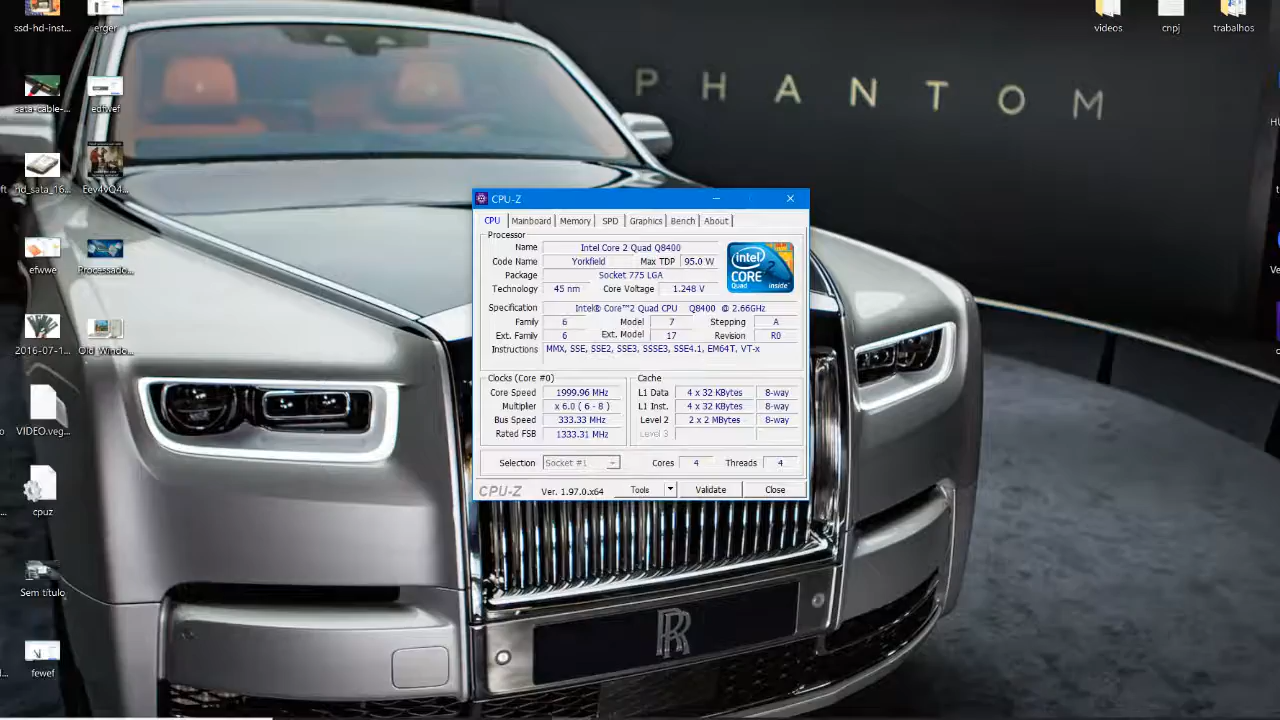 ssd-hd-inst...
erger
videos
cnpj
trabalhos
PHANTOM
sata-cable-...
edfwef
hd_sata_16...
Eev4vQ4...
efwwe
Processado...
2016-07-1...
Old_Windo...
VIDEO.veg...
cpuz
Sem título
fewef
CPU-Z
CPU Mainboard Memory SPD Graphics Bench About
Processor
Name Intel Core 2 Quad Q8400
Code Name Yorkfield Max TDP 95.0 W
Package Socket 775 LGA
Technology 45 nm Core Voltage 1.248 V
intel
CORE 2
Quad inside™
Specification Intel® Core™2 Quad CPU Q8400 @ 2.66GHz
Family 6 Model 7 Stepping A
Ext. Family 6 Ext. Model 17 Revision R0
Instructions MMX, SSE, SSE2, SSE3, SSSE3, SSE4.1, EM64T, VT-x
Clocks (Core #0)
Core Speed 1999.96 MHz
Multiplier x 6.0 ( 6 - 8 )
Bus Speed 333.33 MHz
Rated FSB 1333.31 MHz
Cache
L1 Data 4 x 32 KBytes 8-way
L1 Inst. 4 x 32 KBytes 8-way
Level 2 2 x 2 MBytes 8-way
Level 3
Selection Socket #1 Cores 4 Threads 4
CPU-Z Ver. 1.97.0.x64 Tools Validate Close
RR